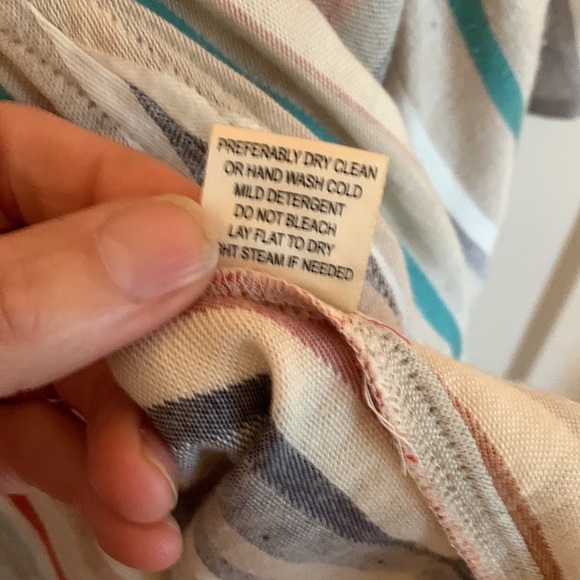 PREFERABLY DRY CLEAN
OR HAND WASH COLD
MILD DETERGENT
DO NOT BLEACH
LAY FLAT TO DRY
STEAM IF NEEDED